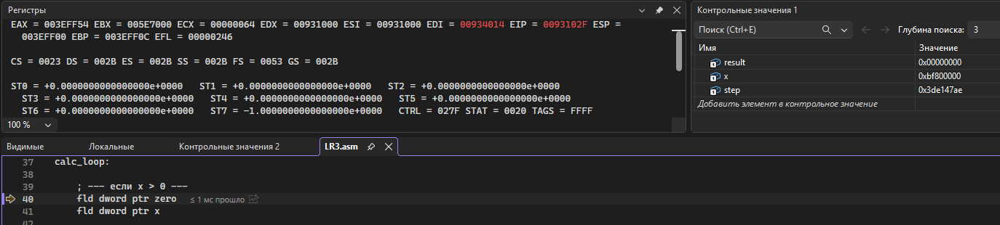 Регистры
EAX = 003EFF54 EBX = 005E7000 ECX = 00000064 EDX = 00931000 ESI = 00931000 EDI = 00934014 EIP = 0093102F ESP =
003EFF00 EBP = 003EFF0C EFL = 00000246
CS = 0023 DS = 002B ES = 002B SS = 002B FS = 0053 GS = 002B
ST0 = +0.0000000000000000e+0000 ST1 = +0.0000000000000000e+0000 ST2 = +0.0000000000000000e+0000
ST3 = +0.0000000000000000e+0000 ST4 = +0.0000000000000000e+0000 ST5 = +0.0000000000000000e+0000
ST6 = +0.0000000000000000e+0000 ST7 = -1.0000000000000000e+0000 CTRL = 027F STAT = 0020 TAGS = FFFF
100 %
Контрольные значения 1
Поиск (Ctrl+E) Глубина поиска: 3
Имя Значение
result 0x00000000
x 0xbf800000
step 0x3de147ae
Добавить элемент в контрольное значение
Видимые Локальные Контрольные значения 2 LR3.asm
37 calc_loop:
38
39 ; --- если x > 0 ---
40 fld dword ptr zero ≤ 1 мс прошло
41 fld dword ptr x
42